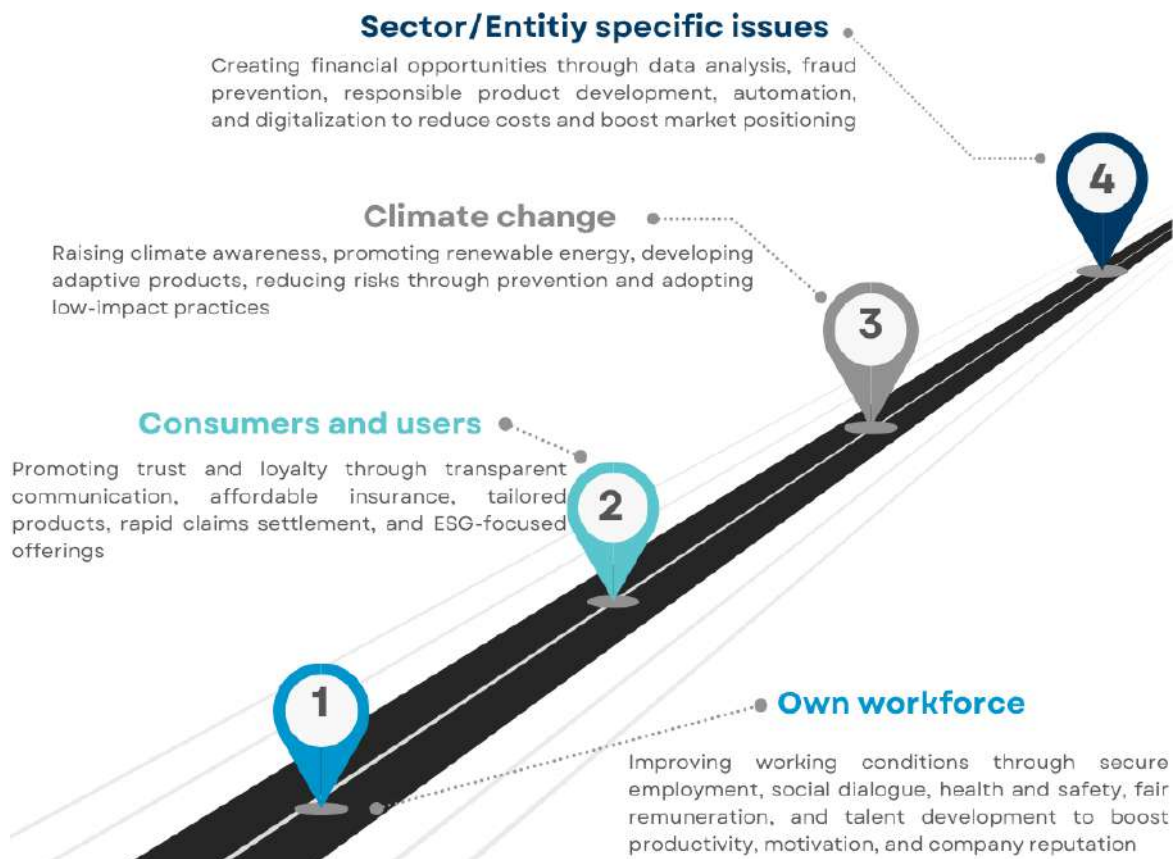 Sector/Entitiy specific issues
Creating financial opportunities through data analysis, fraud
prevention, responsible product development, automation,
and digitalization to reduce costs and boost market positioning
4
Climate change
Raising climate awareness, promoting renewable energy, developing
adaptive products, reducing risks through prevention and adopting
low-impact practices
3
Consumers and users
Promoting trust and loyalty through transparent
communication, affordable insurance, tailored
products, rapid claims settlement, and ESG-focused
offerings
2
1
Own workforce
Improving working conditions through secure
employment, social dialogue, health and safety, fair
remuneration, and talent development to boost
productivity, motivation, and company reputation